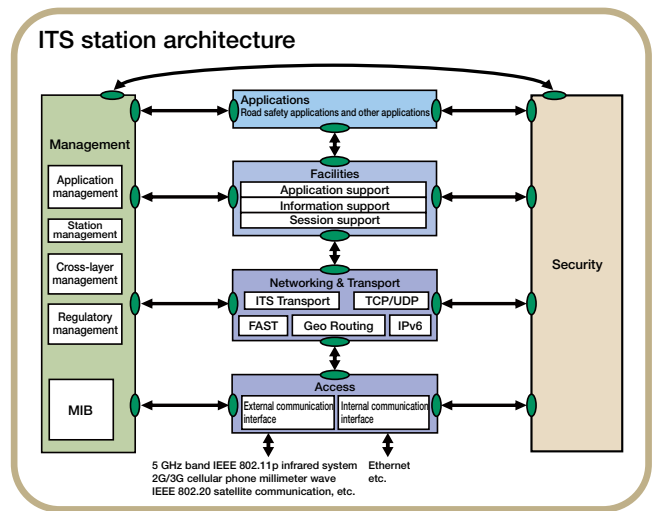 ITS station architecture
Applications
Road safety applications and other applications
Management
Application
management
Station
management
Cross-layer
management
Regulatory
management
MIB
Facilities
Application support
Information support
Session support
Networking & Transport
ITS Transport
TCP/UDP
FAST
Geo Routing
IPv6
Access
External communication
interface
Internal communication
interface
Security
5 GHz band IEEE 802.11p infrared system
2G/3G cellular phone millimeter wave
IEEE 802.20 satellite communication, etc.
Ethernet
etc.